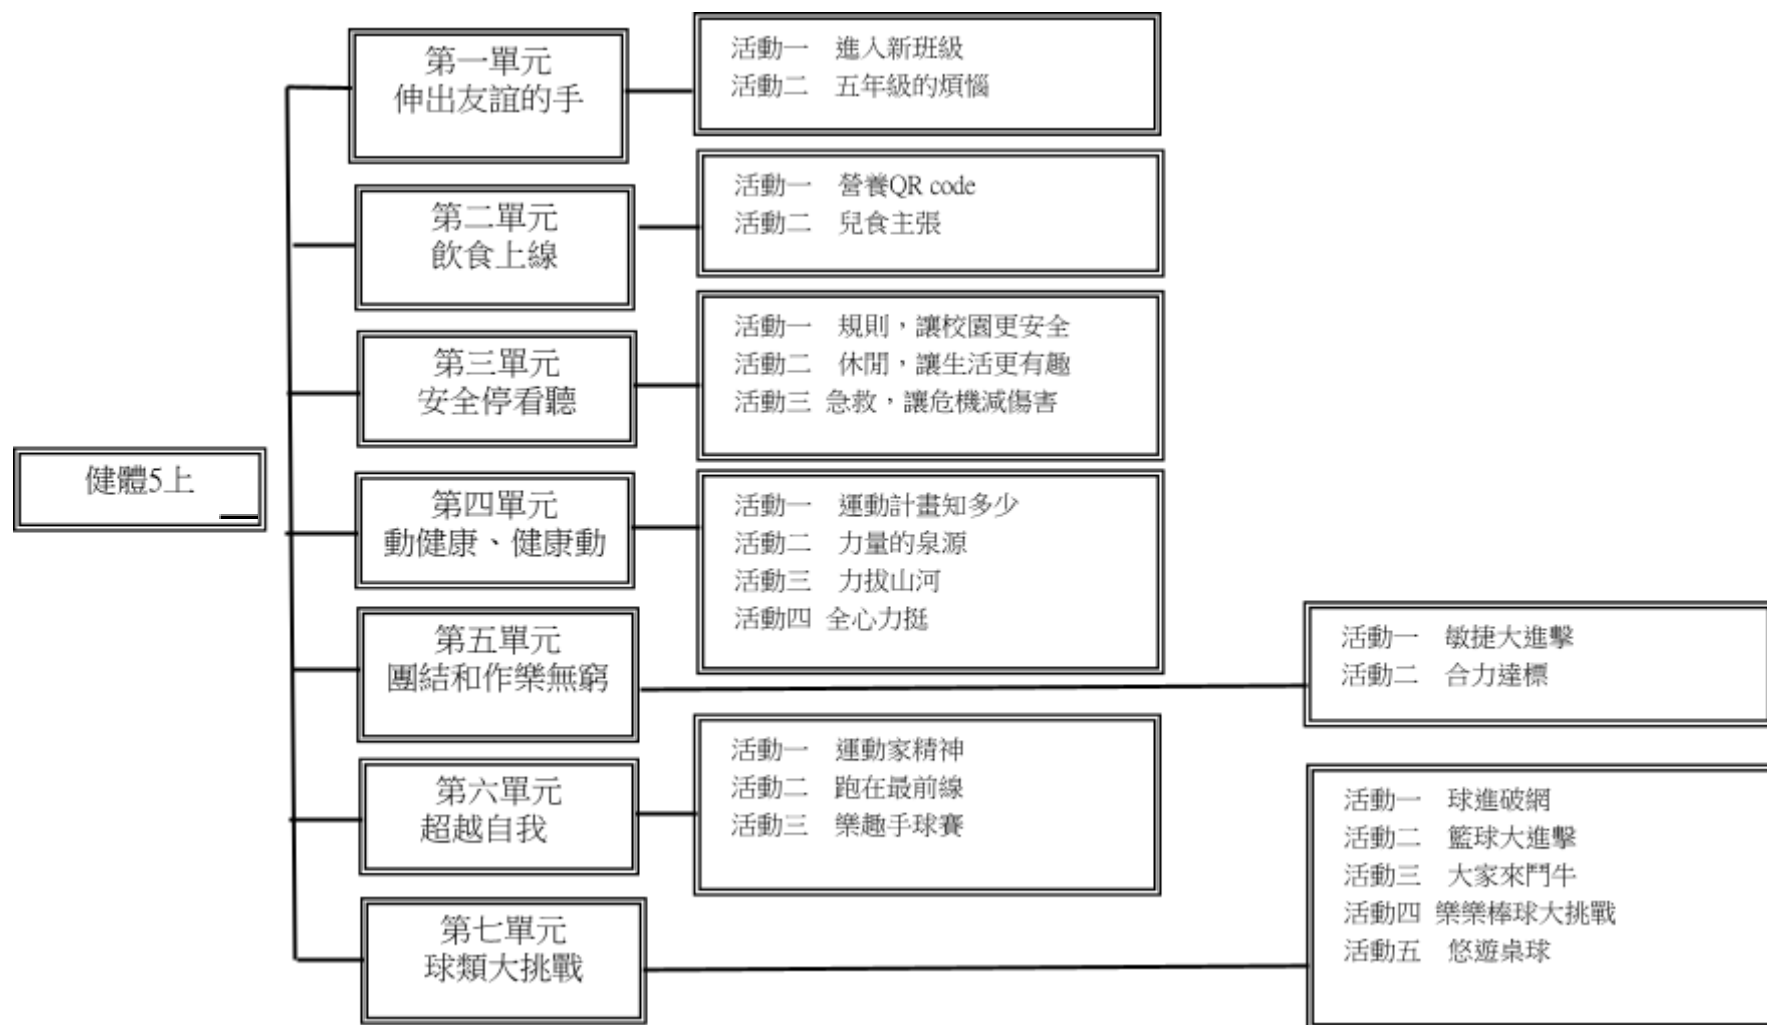 健體5上
第一單元
伸出友誼的手
活動一　進入新班級
活動二　五年級的煩惱
第二單元
飲食上線
活動一　營養QR code
活動二　兒食主張
第三單元
安全停看聽
活動一　規則，讓校園更安全
活動二　休閒，讓生活更有趣
活動三 急救，讓危機減傷害
第四單元
動健康、健康動
活動一　運動計畫知多少
活動二　力量的泉源
活動三　力拔山河
活動四 全心力挺
第五單元
團結和作樂無窮
活動一　敏捷大進擊
活動二　合力達標
第六單元
超越自我
活動一　運動家精神
活動二　跑在最前線
活動三　樂趣手球賽
第七單元
球類大挑戰
活動一　球進破網
活動二　籃球大進擊
活動三　大家來鬥牛
活動四 樂樂棒球大挑戰
活動五　悠遊桌球